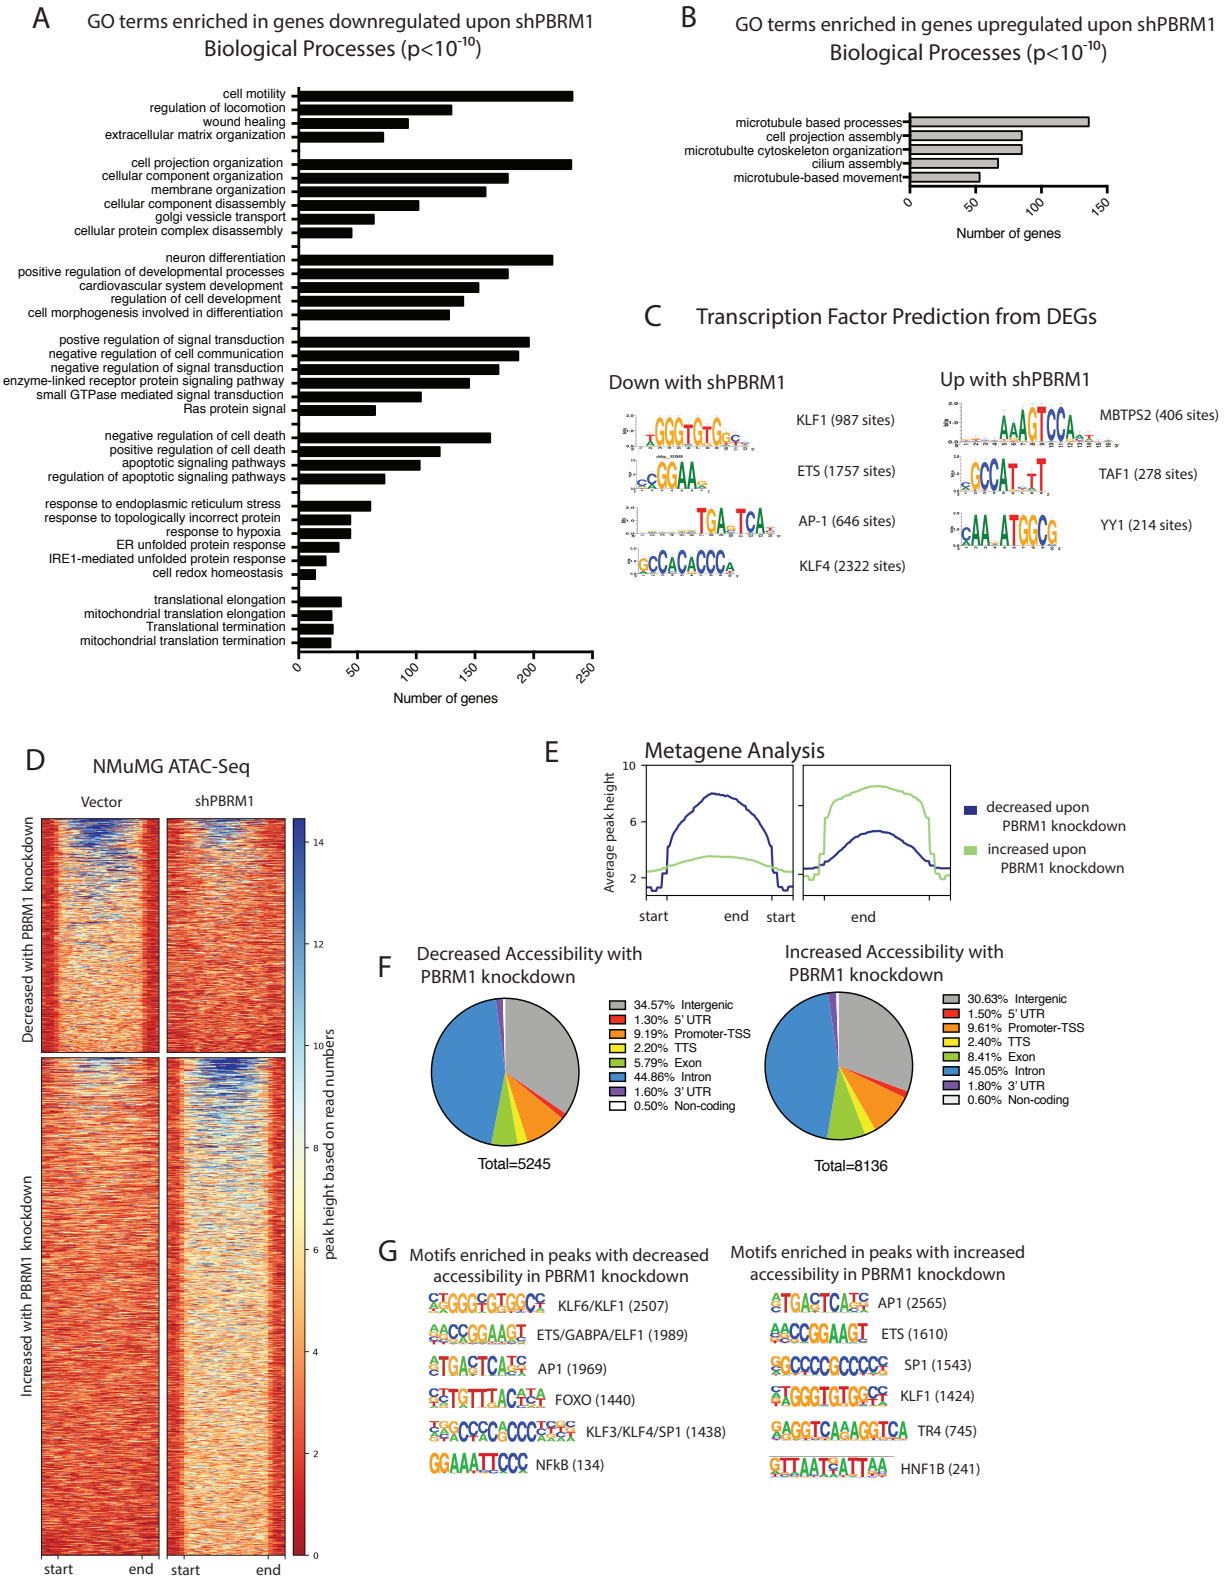 A
GO terms enriched in genes downregulated upon shPBRM1
Biological Processes (p<10-10)
cell motility
regulation of locomotion
wound healing
extracellular matrix organization
cell projection organization
cellular component organization
membrane organization
cellular component disassembly
golgi vessicle transport
cellular protein complex disassembly
neuron differentiation
positive regulation of developmental processes
cardiovascular system development
regulation of cell development
cell morphogenesis involved in differentiation
postive regulation of signal transduction
negative regulation of cell communication
negative regulation of signal transduction
enzyme-linked receptor protein signaling pathway
small GTPase mediated signal transduction
Ras protein signal
negative regulation of cell death
positive regulation of cell death
apoptotic signaling pathways
regulation of apoptotic signaling pathways
response to endoplasmic reticulum stress
response to topologically incorrect protein
response to hypoxia
ER unfolded protein response
IRE1-mediated unfolded protein response
cell redox homeostasis
translational elongation
mitochondrial translation elongation
Translational termination
mitochondrial translation termination
0 50 100 150 200 250
Number of genes
B
GO terms enriched in genes upregulated upon shPBRM1
Biological Processes (p<10-10)
microtubule based processes
cell projection assembly
microtubulte cytoskeleton organization
cilium assembly
microtubule-based movement
0 50 100 150
Number of genes
C
Transcription Factor Prediction from DEGs
Down with shPBRM1
KLF1 (987 sites)
ETS (1757 sites)
AP-1 (646 sites)
KLF4 (2322 sites)
Up with shPBRM1
MBTPS2 (406 sites)
TAF1 (278 sites)
YY1 (214 sites)
D
NMuMG ATAC-Seq
Vector shPBRM1
Decreased with PBRM1 knockdown
Increased with PBRM1 knockdown
start end start end
14
12
10
8
6
4
2
0
peak height based on read numbers
E
Metagene Analysis
Average peak height
10
6
2
start end start end
decreased upon
PBRM1 knockdown
increased upon
PBRM1 knockdown
F
Decreased Accessibility with
PBRM1 knockdown
34.57% Intergenic
1.30% 5' UTR
9.19% Promoter-TSS
2.20% TTS
5.79% Exon
44.86% Intron
1.60% 3' UTR
0.50% Non-coding
Total=5245
Increased Accessibility with
PBRM1 knockdown
30.63% Intergenic
1.50% 5' UTR
9.61% Promoter-TSS
2.40% TTS
8.41% Exon
45.05% Intron
1.80% 3' UTR
0.60% Non-coding
Total=8136
G
Motifs enriched in peaks with decreased
accessibility in PBRM1 knockdown
KLF6/KLF1 (2507)
ETS/GABPA/ELF1 (1989)
AP1 (1969)
FOXO (1440)
KLF3/KLF4/SP1 (1438)
GGAAATTCCC NFkB (134)
Motifs enriched in peaks with increased
accessibility in PBRM1 knockdown
AP1 (2565)
ETS (1610)
SP1 (1543)
KLF1 (1424)
TR4 (745)
HNF1B (241)